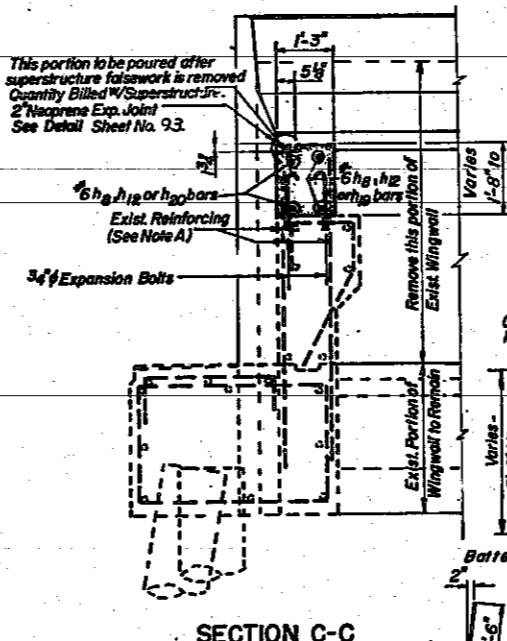 1'-3"
5 1/8"
This portion to be poured after
superstructure falsework is removed
Quantity Billed W/Superstructure.
2" Neoprene Exp. Joint
See Detail Sheet No. 93.
#6 h8, h12 or h20 bars
#6 h8, h12
or h19 bars
Exist. Reinforcing
(See Note A)
3/4" ϕ Expansion Bolts
Remove this portion of
Exist. Wingwall
Varies
1'-8" to
Exist. Portion of
Wingwall to Remain
Varies-
Batte
2"
SECTION C-C